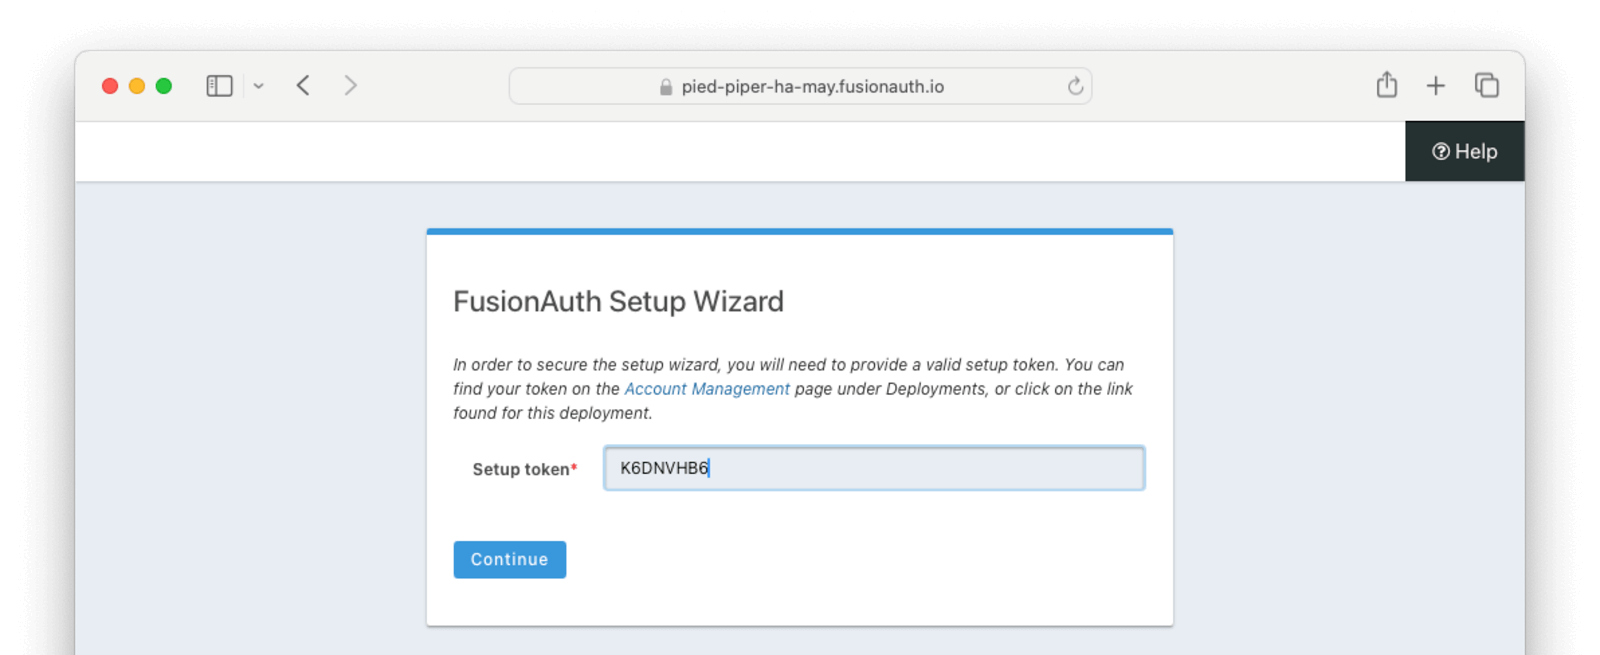 pied-piper-ha-may.fusionauth.io
Help
FusionAuth Setup Wizard
In order to secure the setup wizard, you will need to provide a valid setup token. You can
find your token on the Account Management page under Deployments, or click on the link
found for this deployment.
Setup token* K6DNVHB6
Continue